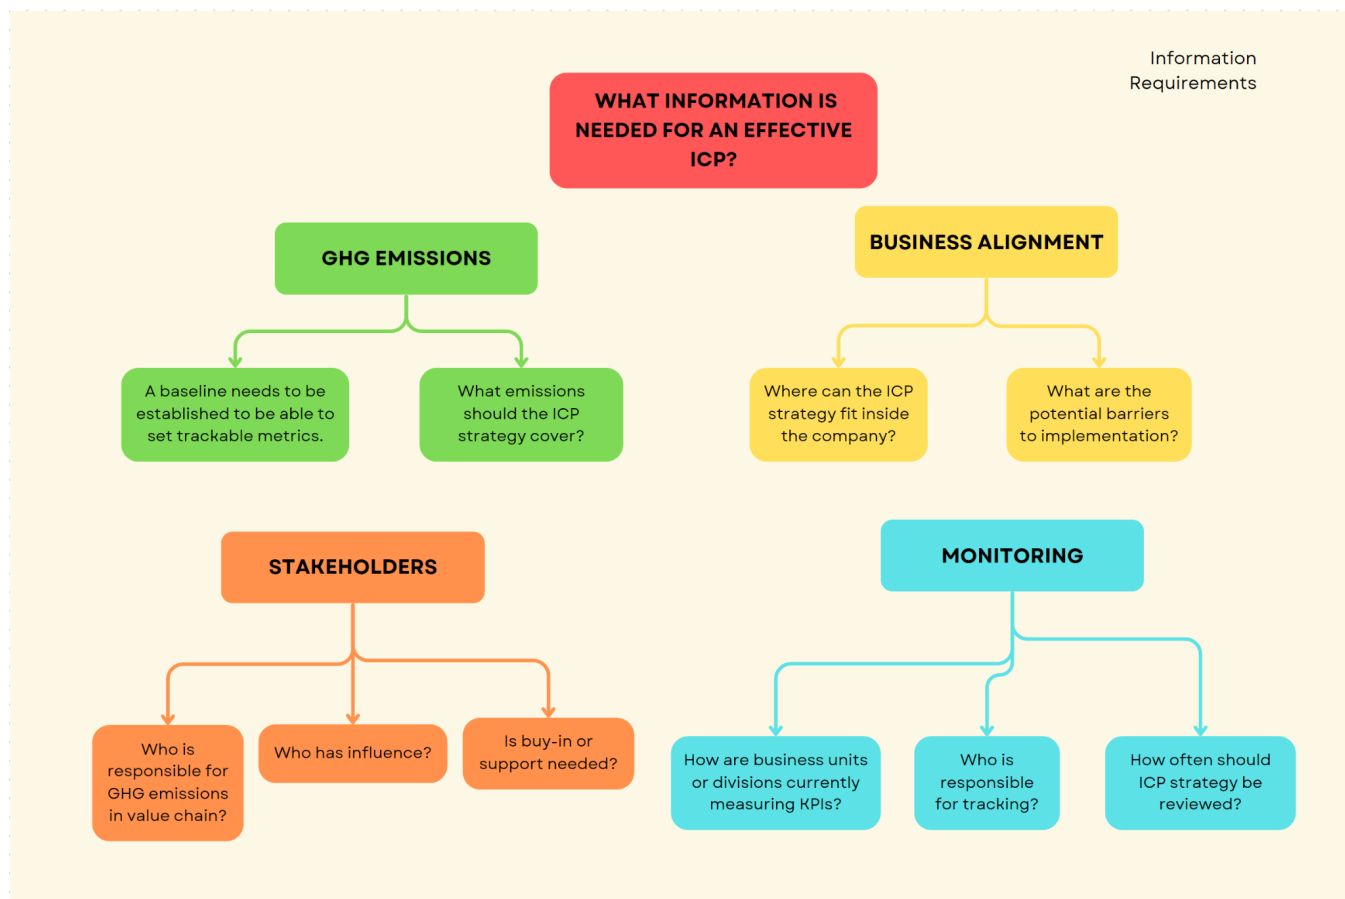 Information
Requirements
WHAT INFORMATION IS
NEEDED FOR AN EFFECTIVE
ICP?
GHG EMISSIONS
A baseline needs to be
established to be able to
set trackable metrics.
What emissions
should the ICP
strategy cover?
BUSINESS ALIGNMENT
Where can the ICP
strategy fit inside
the company?
What are the
potential barriers
to implementation?
STAKEHOLDERS
Who is
responsible for
GHG emissions
in value chain?
Who has influence?
Is buy-in or
support needed?
MONITORING
How are business units
or divisions currently
measuring KPIs?
Who is
responsible
for tracking?
How often should
ICP strategy be
reviewed?